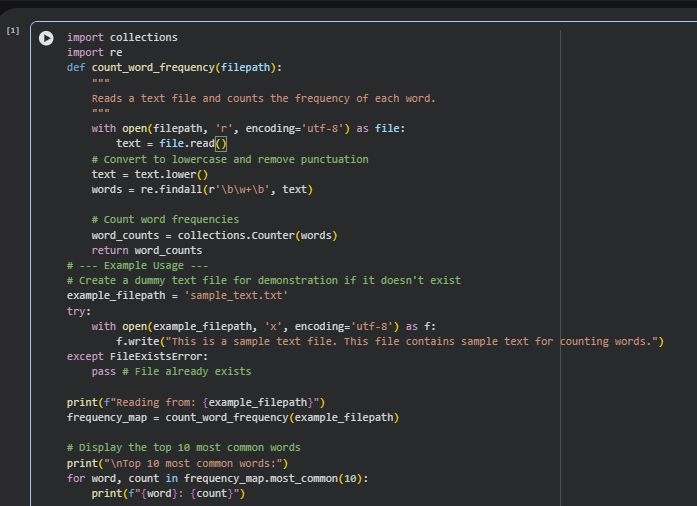 [1]
import collections
import re
def count_word_frequency(filepath):
    """
    Reads a text file and counts the frequency of each word.
    """
    with open(filepath, 'r', encoding='utf-8') as file:
        text = file.read()
    # Convert to lowercase and remove punctuation
    text = text.lower()
    words = re.findall(r'\b\w+\b', text)

    # Count word frequencies
    word_counts = collections.Counter(words)
    return word_counts
# --- Example Usage ---
# Create a dummy text file for demonstration if it doesn't exist
example_filepath = 'sample_text.txt'
try:
    with open(example_filepath, 'x', encoding='utf-8') as f:
        f.write("This is a sample text file. This file contains sample text for counting words.")
except FileExistsError:
    pass # File already exists

print(f"Reading from: {example_filepath}")
frequency_map = count_word_frequency(example_filepath)

# Display the top 10 most common words
print("\nTop 10 most common words:")
for word, count in frequency_map.most_common(10):
    print(f"{word}: {count}")